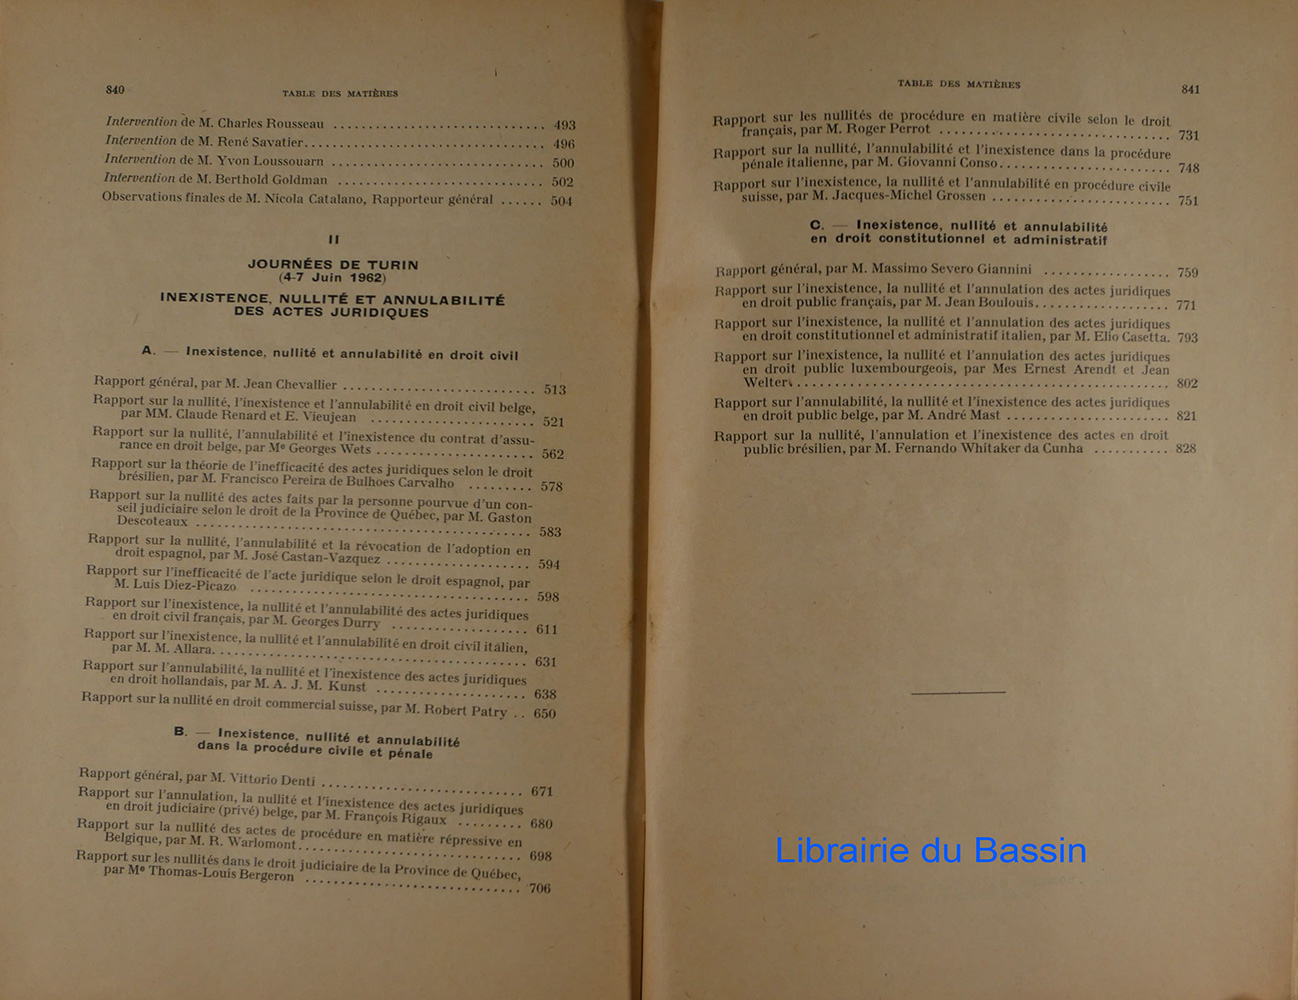 840
TABLE DES MATIÈRES
Intervention de M. Charles Rousseau ............................ 493
Intervention de M. René Savatier............................... 496
Intervention de M. Yvon Loussouarn ............................ 500
Intervention de M. Berthold Goldman ........................... 502
Observations finales de M. Nicola Catalano, Rapporteur général ...... 504
II
JOURNÉES DE TURIN
(4-7 Juin 1962)
INEXISTENCE, NULLITÉ ET ANNULABILITÉ
DES ACTES JURIDIQUES
A. — Inexistence, nullité et annulabilité en droit civil
Rapport général, par M. Jean Chevallier ........................... 513
Rapport sur la nullité, l'inexistence et l'annulabilité en droit civil belge,
par MM. Claude Renard et E. Vieujean ....................... 521
Rapport sur la nullité, l'annulabilité et l'inexistence du contrat d'assu-
rance en droit belge, par Me Georges Wets ...................... 562
Rapport sur la théorie de l'inefficacité des actes juridiques selon le droit
brésilien, par M. Francisco Pereira de Bulhoes Carvalho ......... 578
Rapport sur la nullité des actes faits par la personne pourvue d'un con-
seil judiciaire selon le droit de la Province de Québec, par M. Gaston
Descoteaux ................................................ 583
Rapport sur la nullité, l'annulabilité et la révocation de l'adoption en
droit espagnol, par M. José Castan-Vazquez .................... 594
Rapport sur l'inefficacité de l'acte juridique selon le droit espagnol, par
M. Luis Diez-Picazo ........................................ 598
Rapport sur l'inexistence, la nullité et l'annulabilité des actes juridiques
en droit civil français, par M. Georges Durry .................... 611
Rapport sur l'inexistence, la nullité et l'annulabilité en droit civil italien,
par M. M. Allara. ........................................... 631
Rapport sur l'annulabilité, la nullité et l'inexistence des actes juridiques
en droit hollandais, par M. A. J. M. Kunst ..................... 638
Rapport sur la nullité en droit commercial suisse, par M. Robert Patry .. 650
B. — Inexistence, nullité et annulabilité
dans la procédure civile et pénale
Rapport général, par M. Vittorio Denti ............................. 671
Rapport sur l'annulation, la nullité et l'inexistence des actes juridiques
en droit judiciaire (privé) belge, par M. François Rigaux ......... 680
Rapport sur la nullité des actes de procédure en matière répressive en
Belgique, par M. R. Warlomont................................ 698
Rapport sur les nullités dans le droit judiciaire de la Province de Québec,
par Me Thomas-Louis Bergeron ............................... 706
TABLE DES MATIÈRES
841
Rapport sur les nullités de procédure en matière civile selon le droit
français, par M. Roger Perrot ................................. 731
Rapport sur la nullité, l'annulabilité et l'inexistence dans la procédure
pénale italienne, par M. Giovanni Conso........................ 748
Rapport sur l'inexistence, la nullité et l'annulabilité en procédure civile
suisse, par M. Jacques-Michel Grossen .......................... 751
C. — Inexistence, nullité et annulabilité
en droit constitutionnel et administratif
Rapport général, par M. Massimo Severo Giannini .................. 759
Rapport sur l'inexistence, la nullité et l'annulation des actes juridiques
en droit public français, par M. Jean Boulouis................... 771
Rapport sur l'inexistence, la nullité et l'annulation des actes juridiques
en droit constitutionnel et administratif italien, par M. Elio Casetta. 793
Rapport sur l'inexistence, la nullité et l'annulation des actes juridiques
en droit public luxembourgeois, par Mes Ernest Arendt et Jean
Welter...................................................... 802
Rapport sur l'annulabilité, la nullité et l'inexistence des actes juridiques
en droit public belge, par M. André Mast ........................ 821
Rapport sur la nullité, l'annulation et l'inexistence des actes en droit
public brésilien, par M. Fernando Whitaker da Cunha ........... 828
Librairie du Bassin